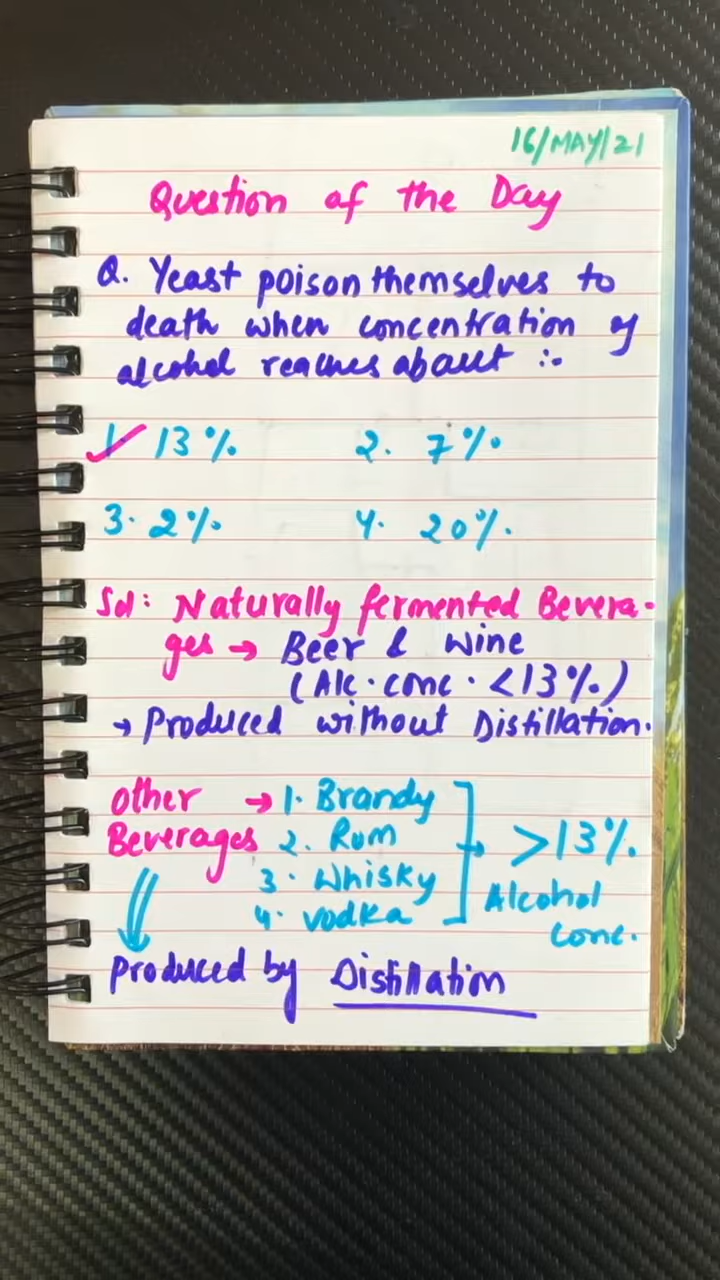 16/MAY/21
Question of the Day
Q. Yeast poison themselves to
death when concentration of
alcohol reaches about :-
1. 13%     2. 7%
3. 2%     4. 20%.
Sol: Naturally fermented Bevera-
ges → Beer & wine
(Alc. conc. <13%.)
→ Produced without Distillation.
other → 1. Brandy
Beverages 2. Rum → >13%.
3. Whisky Alcohol
4. vodka conc.
Produced by Distillation